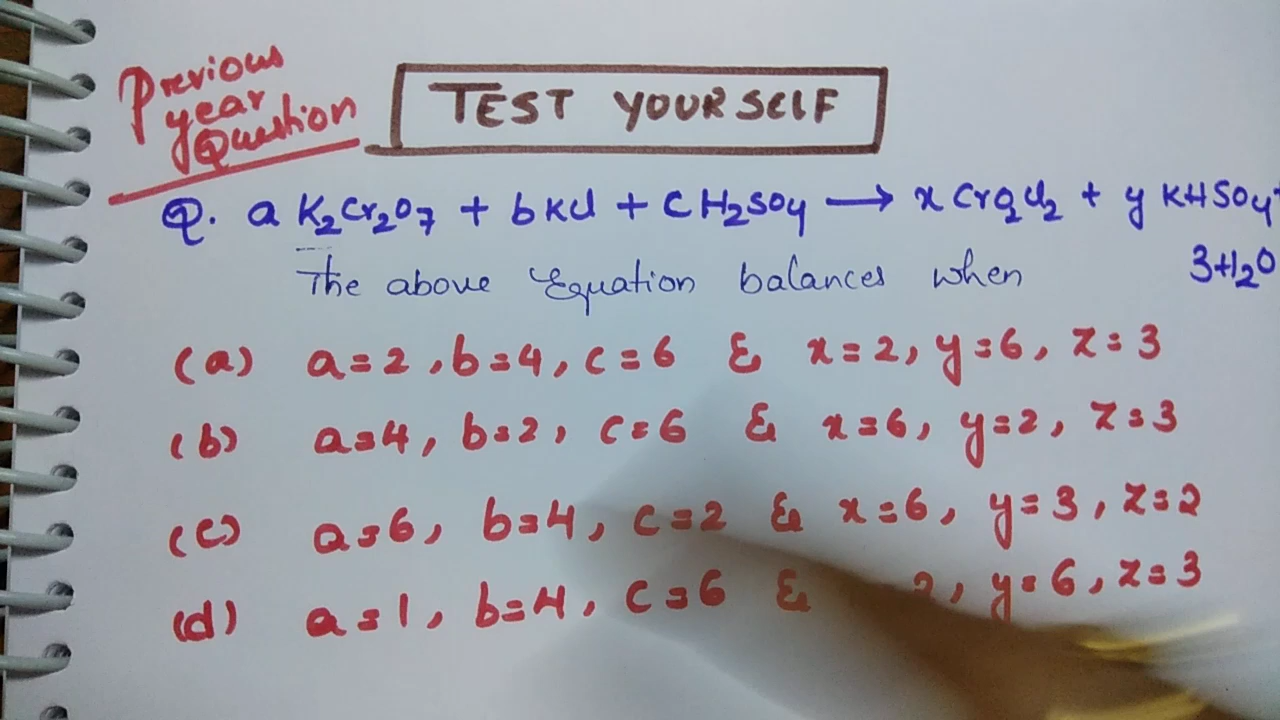 Previous
year
Question
TEST YOURSELF
Q. a K₂Cr₂O₇ + b KCl + C H₂SO₄ → x CrO₂Cl₂ + y KHSO₄+
3H₂O
The above Equation balances when
(a) a=2, b=4, c=6 & x=2, y=6, z=3
(b) a=4, b=2, c=6 & x=6, y=2, z=3
(c) a=6, b=4, c=2 & x=6, y=3, z=2
(d) a=1, b=4, c=6 & 2, y=6, z=3